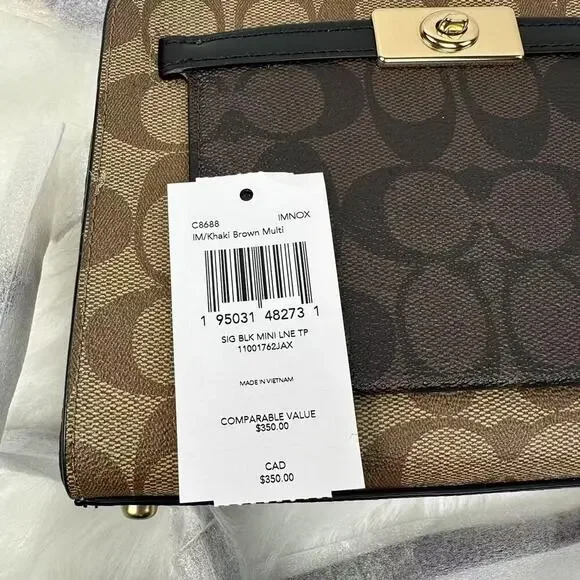 C8688 IMNOX
IM/Khaki Brown Multi
1 95031 48273 1
SIG BLK MINI LNE TP
11001762JAX
MADE IN VIETNAM
COMPARABLE VALUE
$350.00
CAD
$350.00